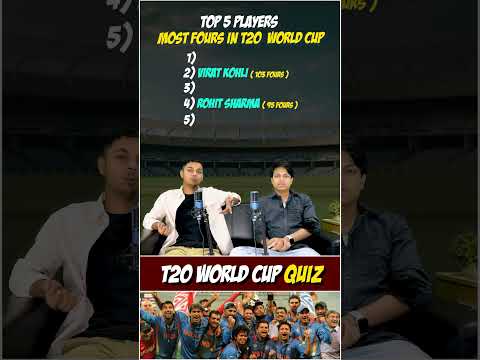 TOP 5 PLAYERS
MOST FOURS IN T20 WORLD CUP
1)
2) VIRAT KOHLI ( 103 FOURS )
3)
4) ROHIT SHARMA ( 95 FOURS )
5)
T20 WORLD CUP QUIZ